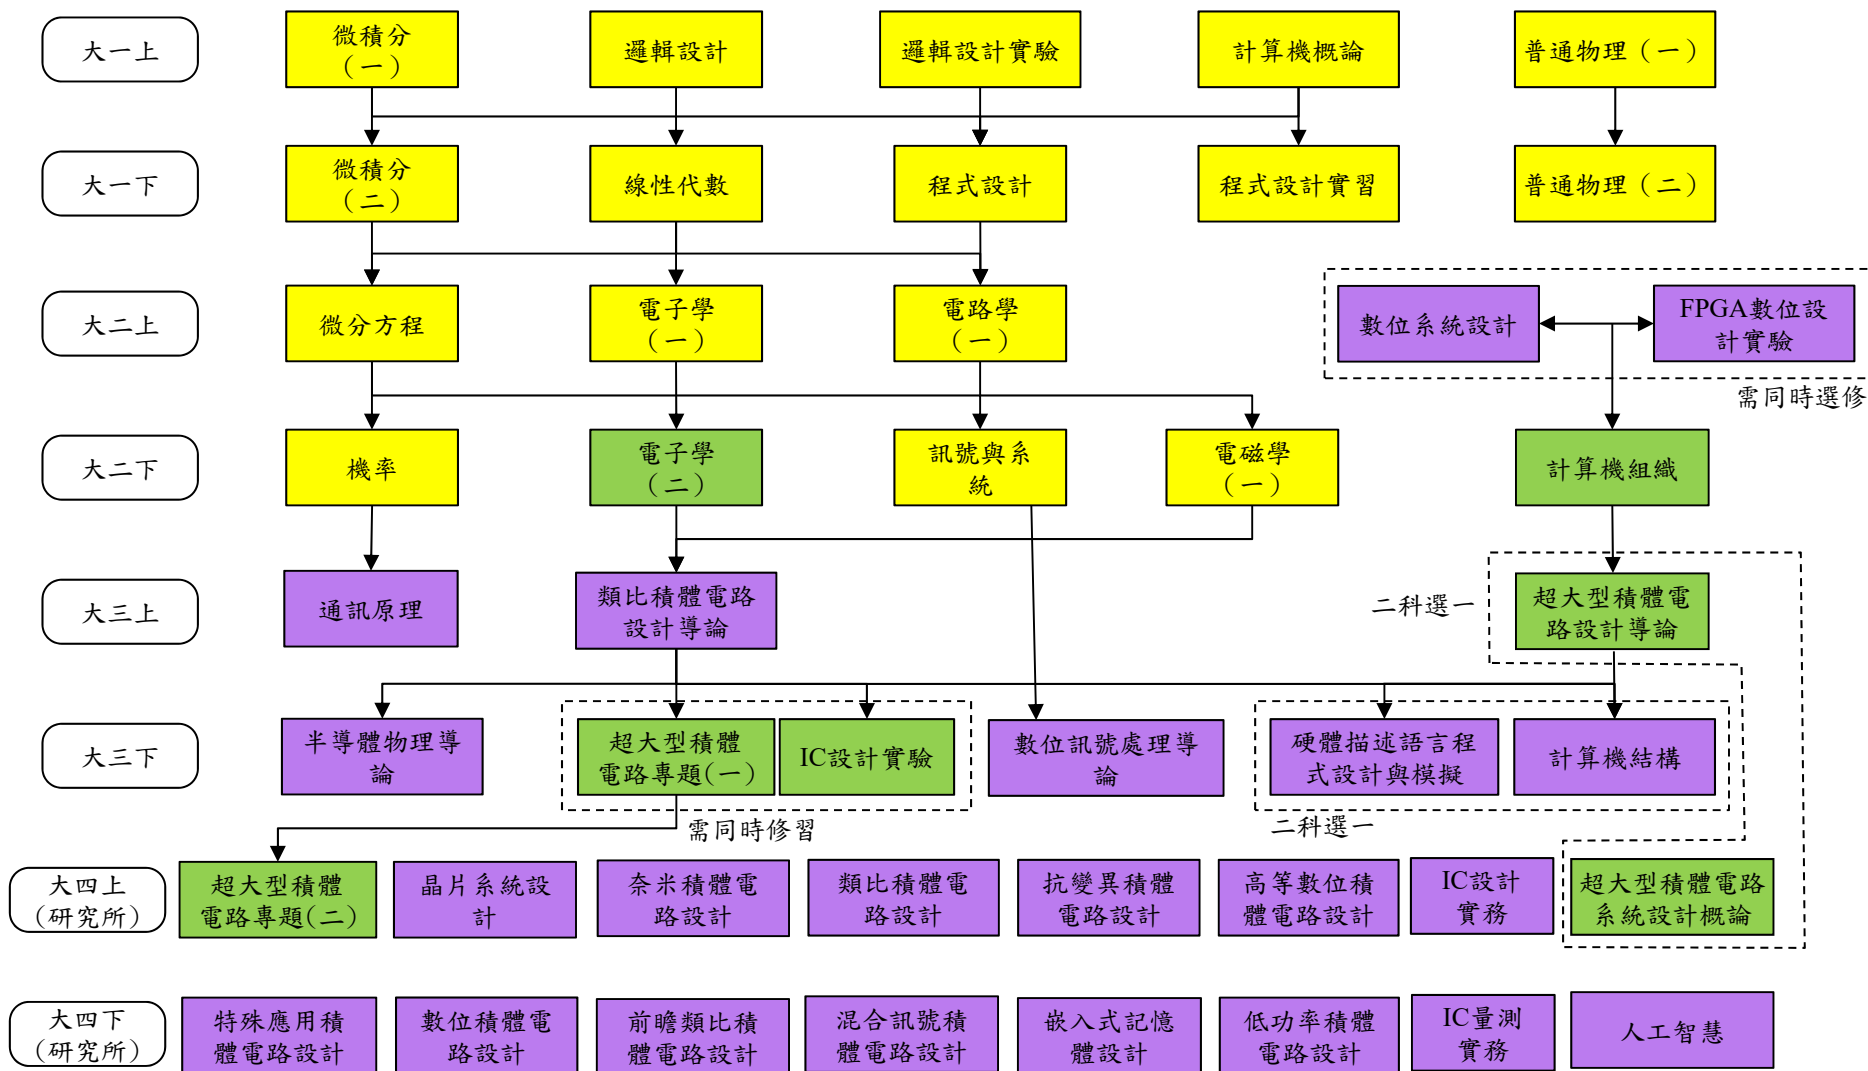 大一上
微積分
（一）
邏輯設計
邏輯設計實驗
計算機概論
普通物理（一）
大一下
微積分
（二）
線性代數
程式設計
程式設計實習
普通物理（二）
大二上
微分方程
電子學
（一）
電路學
（一）
數位系統設計
FPGA數位設
計實驗
需同時選修
大二下
機率
電子學
（二）
訊號與系
統
電磁學
（一）
計算機組織
大三上
通訊原理
類比積體電路
設計導論
二科選一
超大型積體電
路設計導論
大三下
半導體物理導
論
超大型積體
電路專題(一)
IC設計實驗
數位訊號處理導
論
硬體描述語言程
式設計與模擬
計算機結構
需同時修習
二科選一
大四上
(研究所)
超大型積體
電路專題(二)
晶片系統設
計
奈米積體電
路設計
類比積體電
路設計
抗變異積體
電路設計
高等數位積
體電路設計
IC設計
實務
超大型積體電路
系統設計概論
大四下
(研究所)
特殊應用積
體電路設計
數位積體電
路設計
前瞻類比積
體電路設計
混合訊號積
體電路設計
嵌入式記憶
體設計
低功率積體
電路設計
IC量測
實務
人工智慧